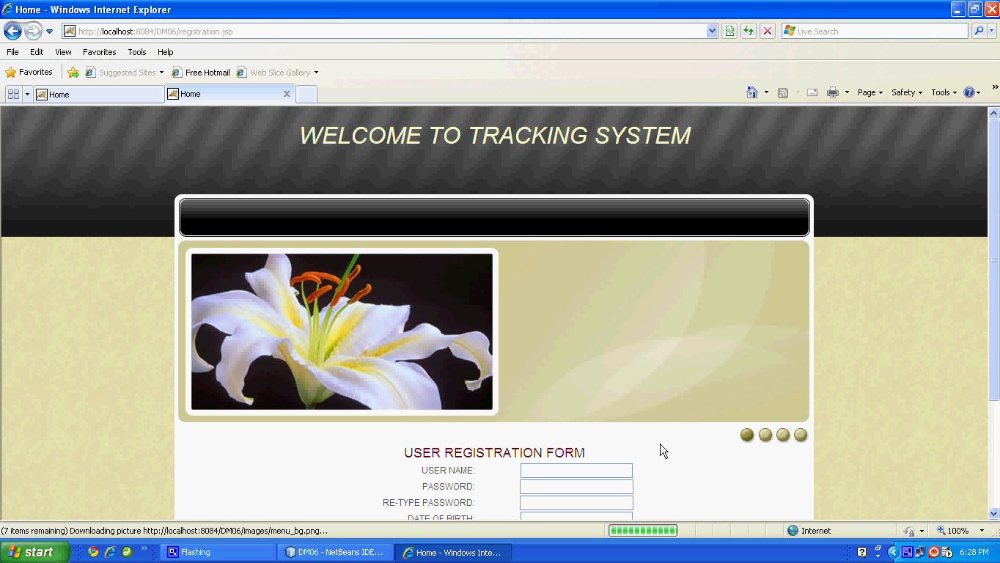 Home - Windows Internet Explorer
http://localhost:8084/DM06/registration.jsp
Live Search
File Edit View Favorites Tools Help
Favorites Suggested Sites Free Hotmail Web Slice Gallery
Home Home Page Safety Tools »
WELCOME TO TRACKING SYSTEM
USER REGISTRATION FORM
USER NAME:
PASSWORD:
RE-TYPE PASSWORD:
DATE OF BIRTH:
(7 items remaining) Downloading picture http://localhost:8084/DM06/images/menu_bg.png... Internet 100%
start » Flashing DM06 - NetBeans IDE... Home - Windows Inte... 6:28 PM